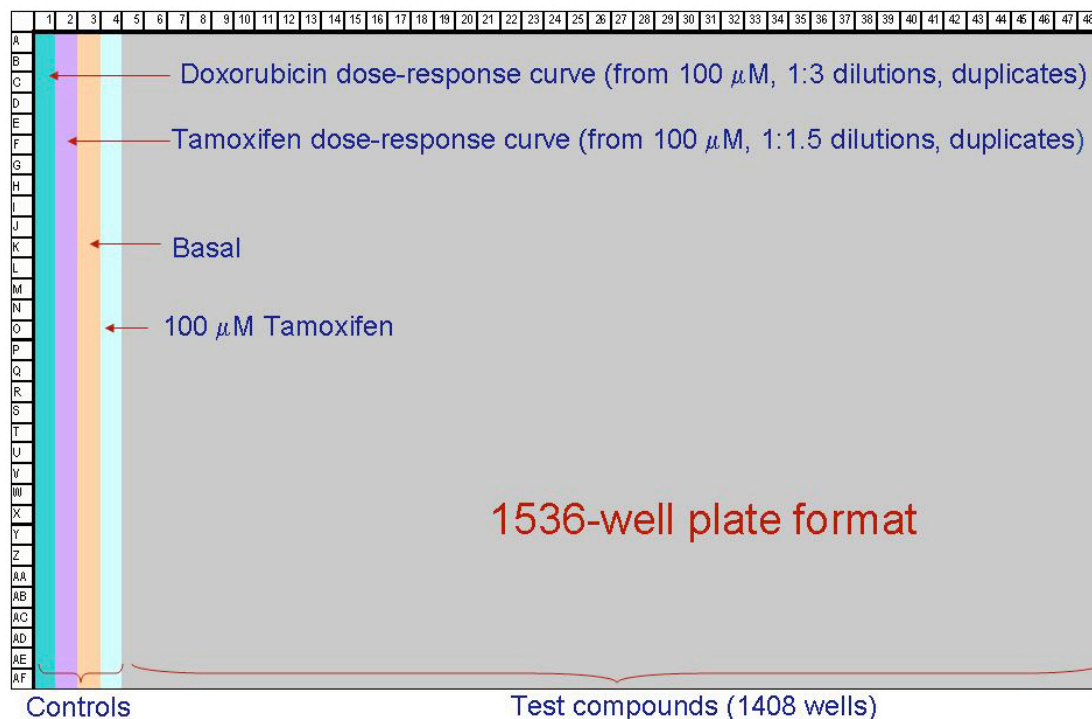 1 2 3 4 5 6 7 8 9 10 11 12 13 14 15 16 17 18 19 20 21 22 23 24 25 26 27 28 29 30 31 32 33 34 35 36 37 38 39 40 41 42 43 44 45 46 47 48
A
B
Doxorubicin dose-response curve (from 100 μM, 1:3 dilutions, duplicates)
C
D
E
F
Tamoxifen dose-response curve (from 100 μM, 1:1.5 dilutions, duplicates)
G
H
I
J
K
Basal
L
M
N
O
100 μM Tamoxifen
P
Q
R
S
T
U
V
W
X
1536-well plate format
Y
Z
AA
AB
AC
AD
AE
AF
Controls
Test compounds (1408 wells)